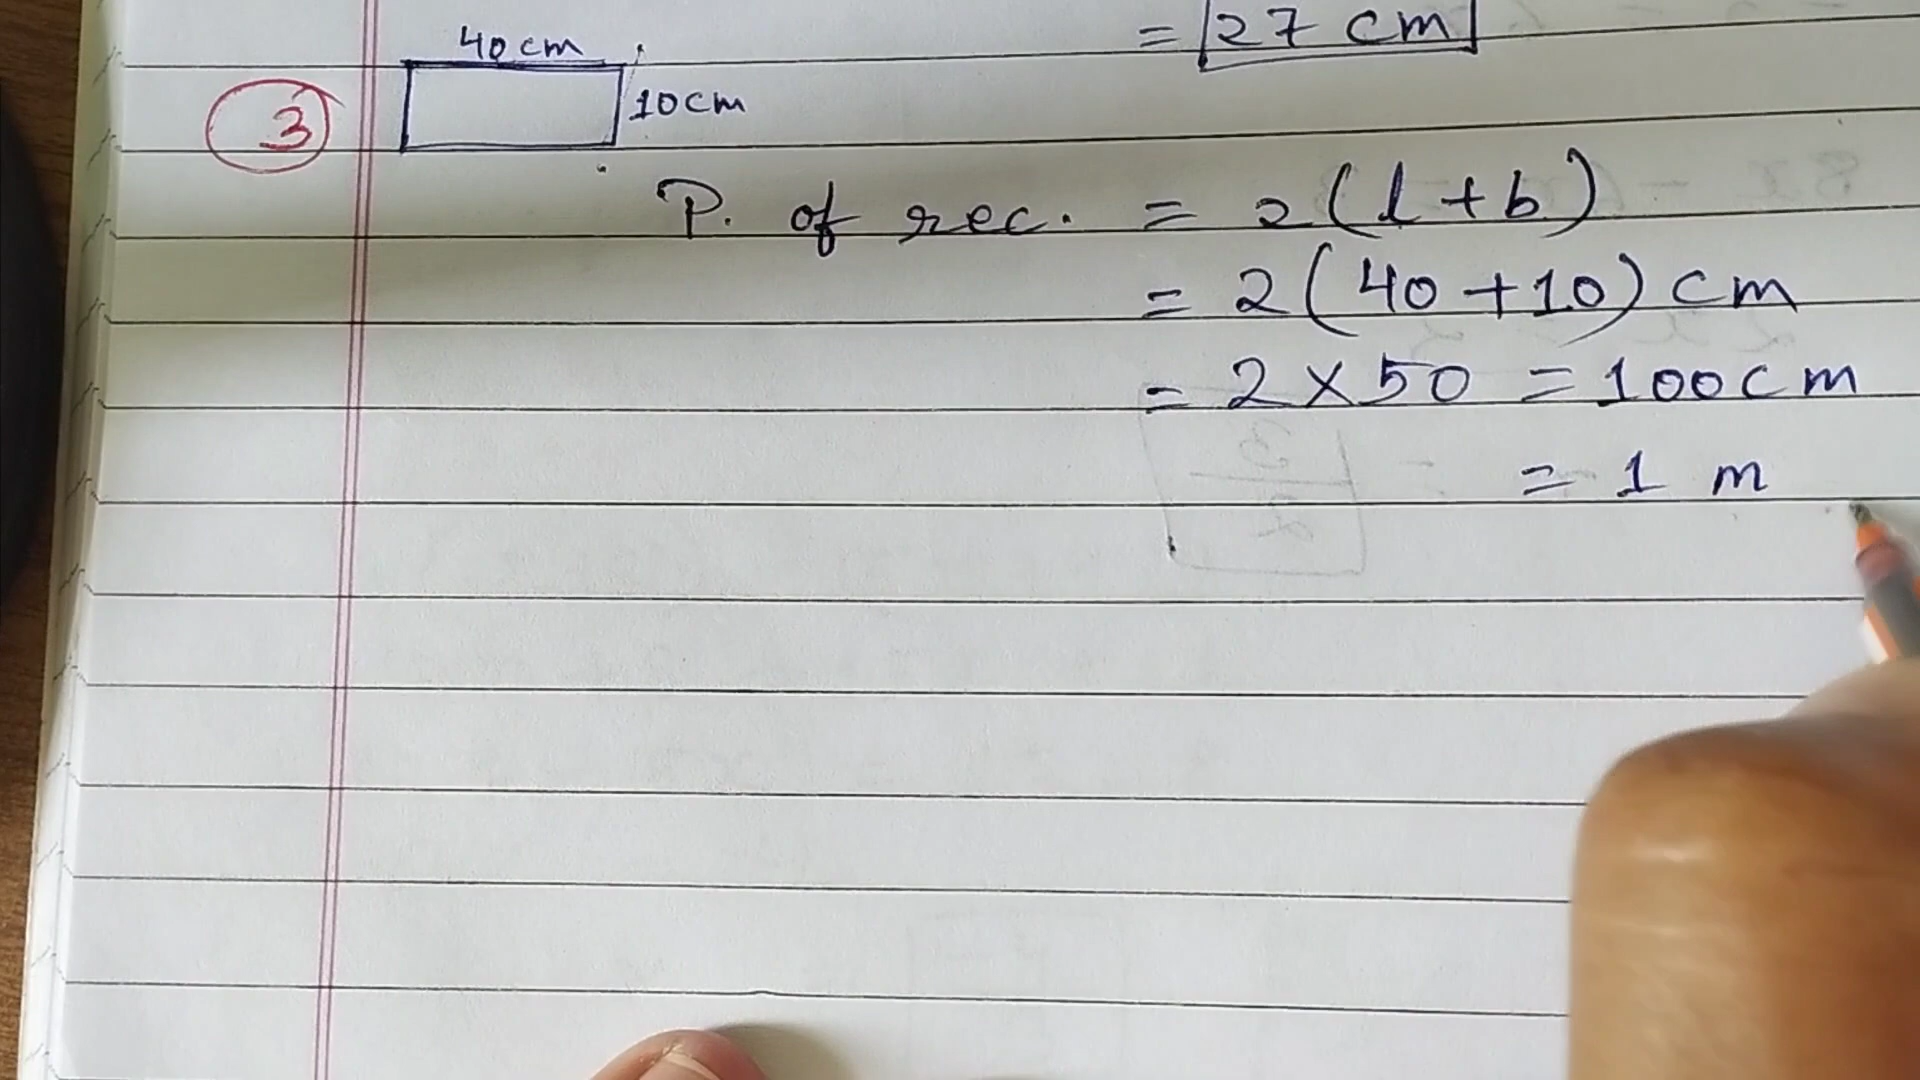 = 27 cm
40 cm
3
10 cm
P. of rec. = 2(l+b)
= 2(40+10) cm
= 2×50 = 100 cm
= 1 m